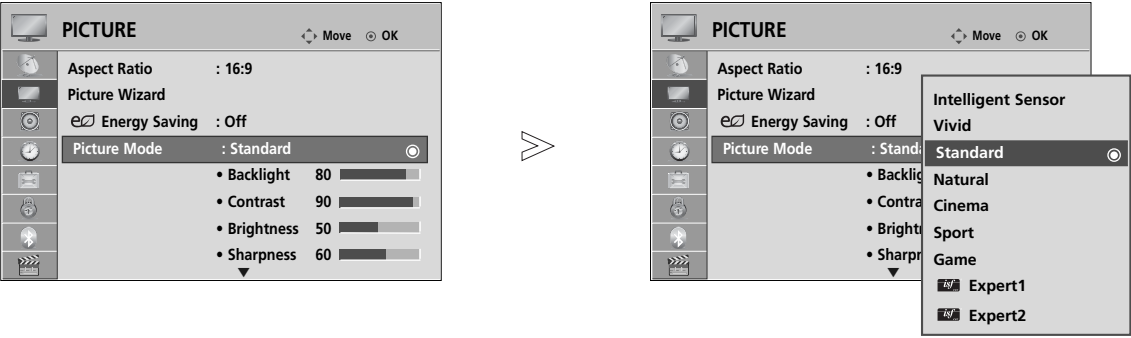 PICTURE
Move OK
Aspect Ratio : 16:9
Picture Wizard
Energy Saving : Off
Picture Mode : Standard
• Backlight 80
• Contrast 90
• Brightness 50
• Sharpness 60
PICTURE
Move OK
Aspect Ratio : 16:9
Picture Wizard
Energy Saving : Off
Picture Mode : Standa
• Backlig
• Contra
• Bright
• Sharpr
Intelligent Sensor
Vivid
Standard
Natural
Cinema
Sport
Game
isf Expert1
isf Expert2